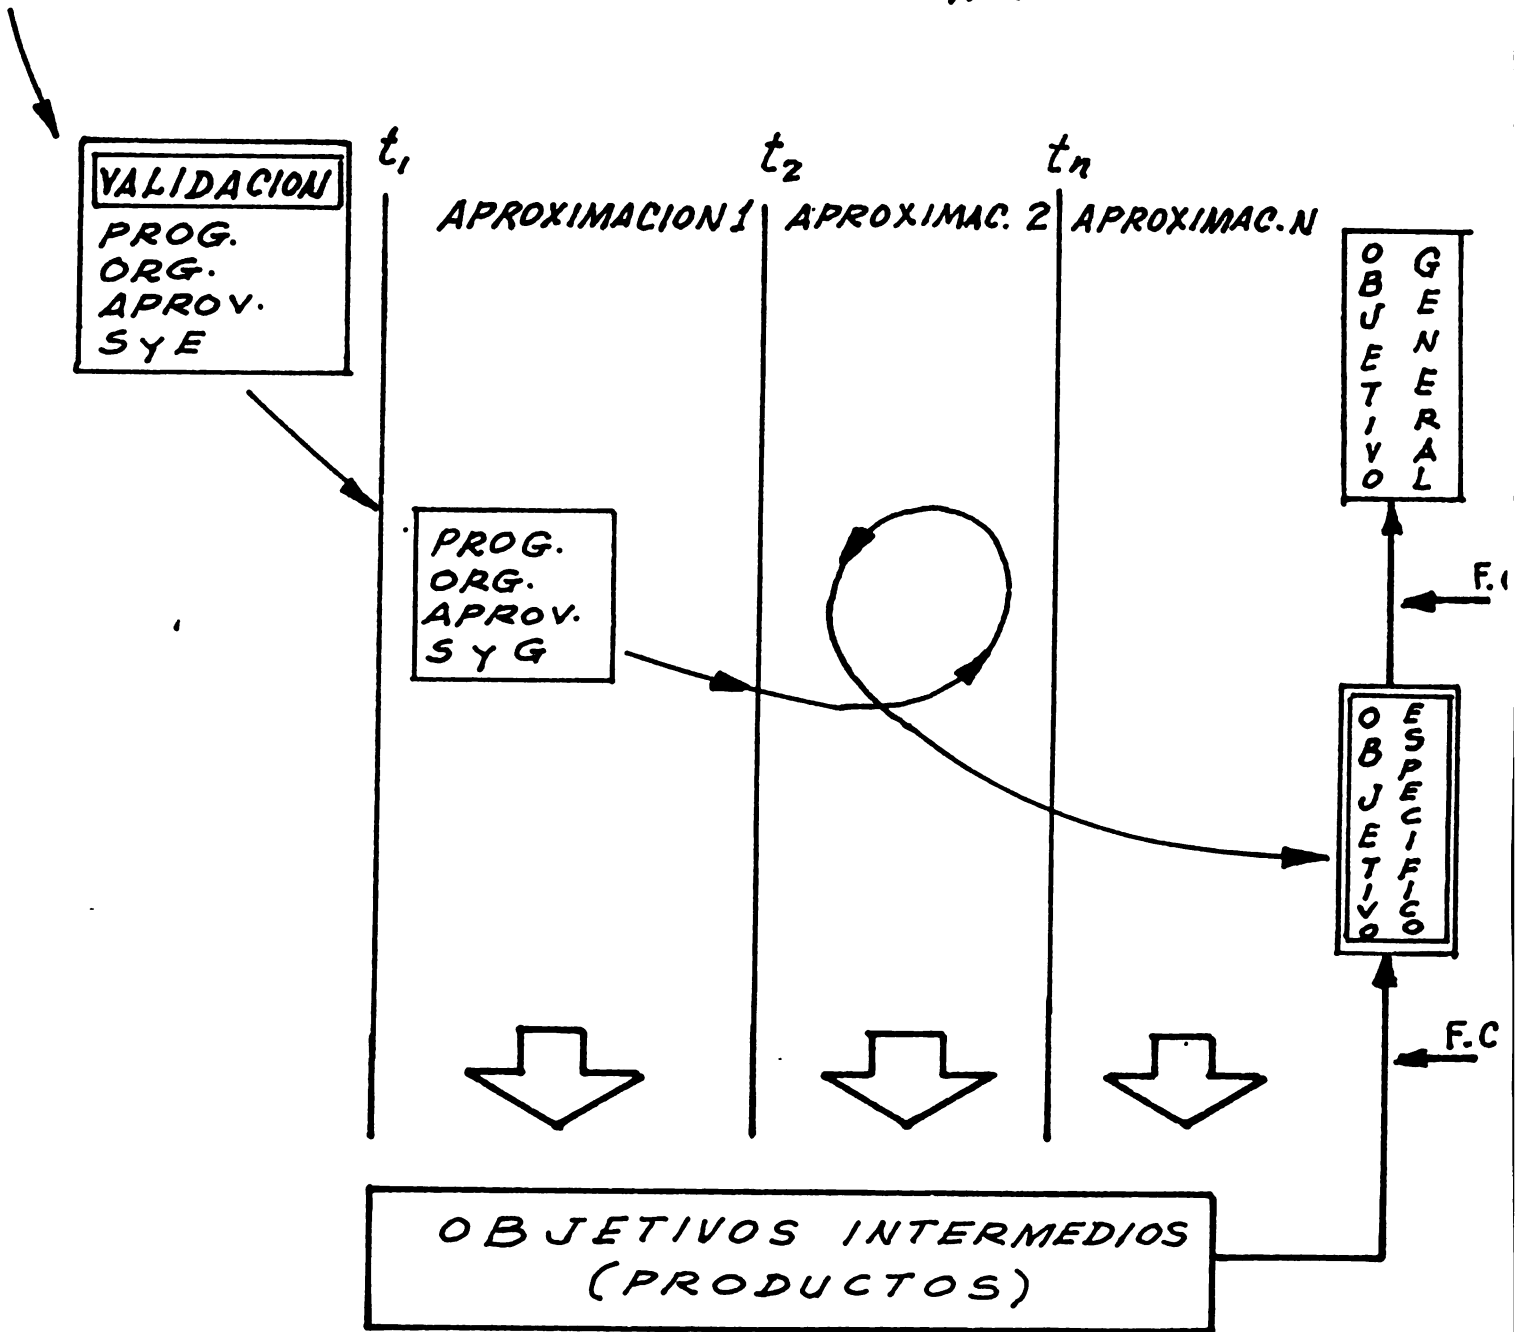 t1
t2
tn
VALIDACION
PROG.
ORG.
APROV.
S y E
APROXIMACION 1
APROXIMAC. 2
APROXIMAC. N
OBJETIVO
GENERAL
PROG.
ORG.
APROV.
S y G
F.
OBJETIVO
ESPECIFICO
F.C
OBJETIVOS INTERMEDIOS
(PRODUCTOS)